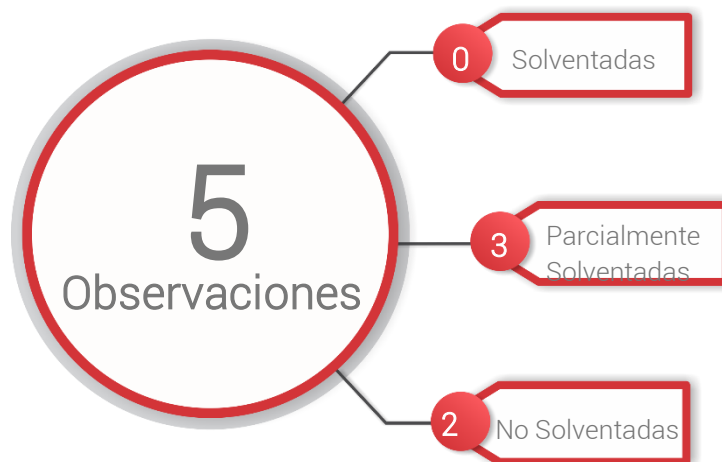 5
Observaciones
0
Solventadas
3
Parcialmente
Solventadas
2
No Solventadas